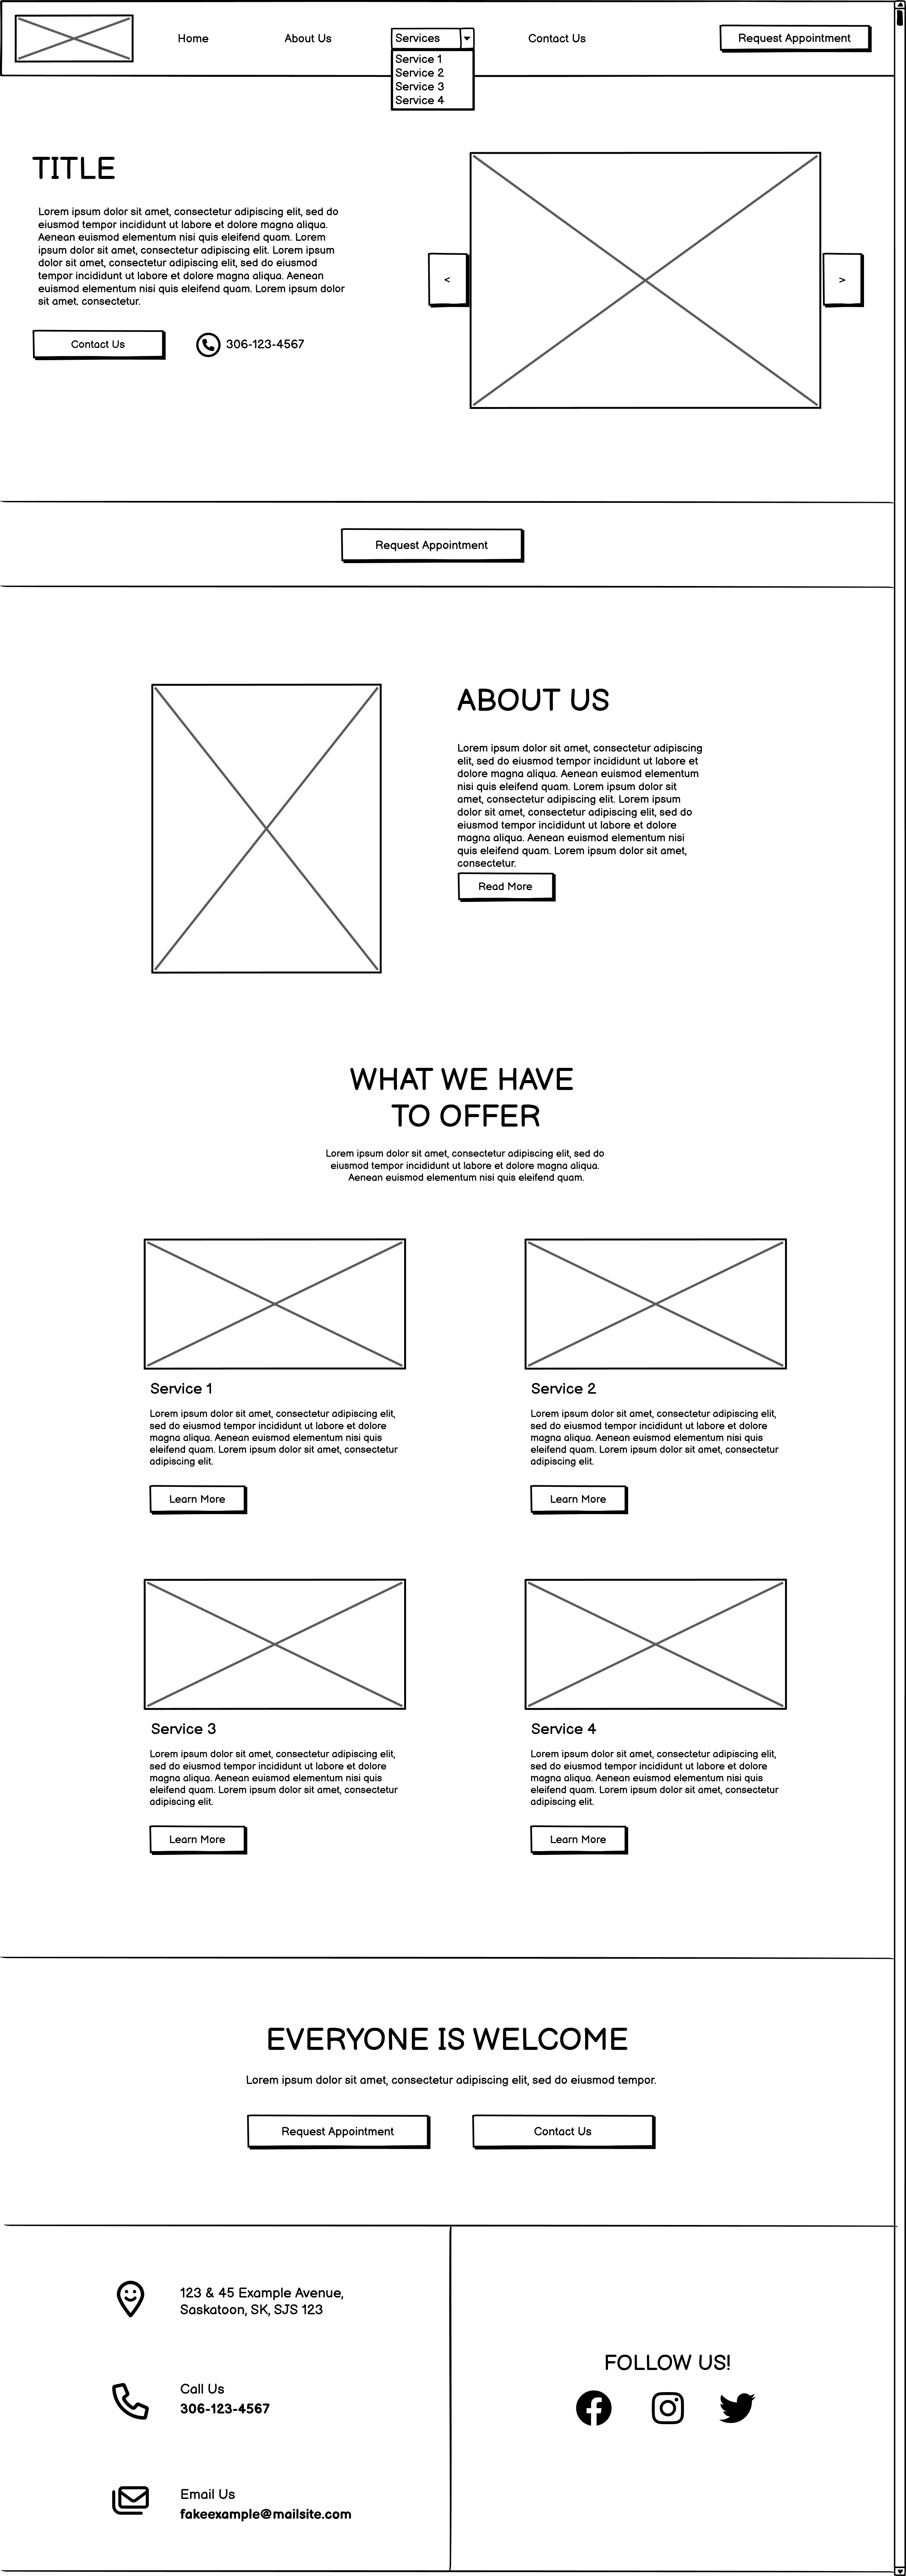 Home
About Us
Services
Contact Us
Request Appointment
Service 1
Service 2
Service 3
Service 4
TITLE
Lorem ipsum dolor sit amet, consectetur adipiscing elit, sed do
eiusmod tempor incididunt ut labore et dolore magna aliqua.
Aenean euismod elementum nisi quis eleifend quam. Lorem
ipsum dolor sit amet, consectetur adipiscing elit. Lorem ipsum
dolor sit amet, consectetur adipiscing elit, sed do eiusmod
tempor incididunt ut labore et dolore magna aliqua. Aenean
euismod elementum nisi quis eleifend quam. Lorem ipsum dolor
sit amet, consectetur.
Contact Us
306-123-4567
<
>
Request Appointment
ABOUT US
Lorem ipsum dolor sit amet, consectetur adipiscing
elit, sed do eiusmod tempor incididunt ut labore et
dolore magna aliqua. Aenean euismod elementum
nisi quis eleifend quam. Lorem ipsum dolor sit
amet, consectetur adipiscing elit. Lorem ipsum
dolor sit amet, consectetur adipiscing elit, sed do
eiusmod tempor incididunt ut labore et dolore
magna aliqua. Aenean euismod elementum nisi
quis eleifend quam. Lorem ipsum dolor sit amet,
consectetur.
Read More
WHAT WE HAVE
TO OFFER
Lorem ipsum dolor sit amet, consectetur adipiscing elit, sed do
eiusmod tempor incididunt ut labore et dolore magna aliqua.
Aenean euismod elementum nisi quis eleifend quam.
Service 1
Lorem ipsum dolor sit amet, consectetur adipiscing elit,
sed do eiusmod tempor incididunt ut labore et dolore
magna aliqua. Aenean euismod elementum nisi quis
eleifend quam. Lorem ipsum dolor sit amet, consectetur
adipiscing elit.
Learn More
Service 2
Lorem ipsum dolor sit amet, consectetur adipiscing elit,
sed do eiusmod tempor incididunt ut labore et dolore
magna aliqua. Aenean euismod elementum nisi quis
eleifend quam. Lorem ipsum dolor sit amet, consectetur
adipiscing elit.
Learn More
Service 3
Lorem ipsum dolor sit amet, consectetur adipiscing elit,
sed do eiusmod tempor incididunt ut labore et dolore
magna aliqua. Aenean euismod elementum nisi quis
eleifend quam. Lorem ipsum dolor sit amet, consectetur
adipiscing elit.
Learn More
Service 4
Lorem ipsum dolor sit amet, consectetur adipiscing elit,
sed do eiusmod tempor incididunt ut labore et dolore
magna aliqua. Aenean euismod elementum nisi quis
eleifend quam. Lorem ipsum dolor sit amet, consectetur
adipiscing elit.
Learn More
EVERYONE IS WELCOME
Lorem ipsum dolor sit amet, consectetur adipiscing elit, sed do eiusmod tempor.
Request Appointment
Contact Us
123 & 45 Example Avenue,
Saskatoon, SK, SJS 123
Call Us
306-123-4567
Email Us
fakeexample@mailsite.com
FOLLOW US!